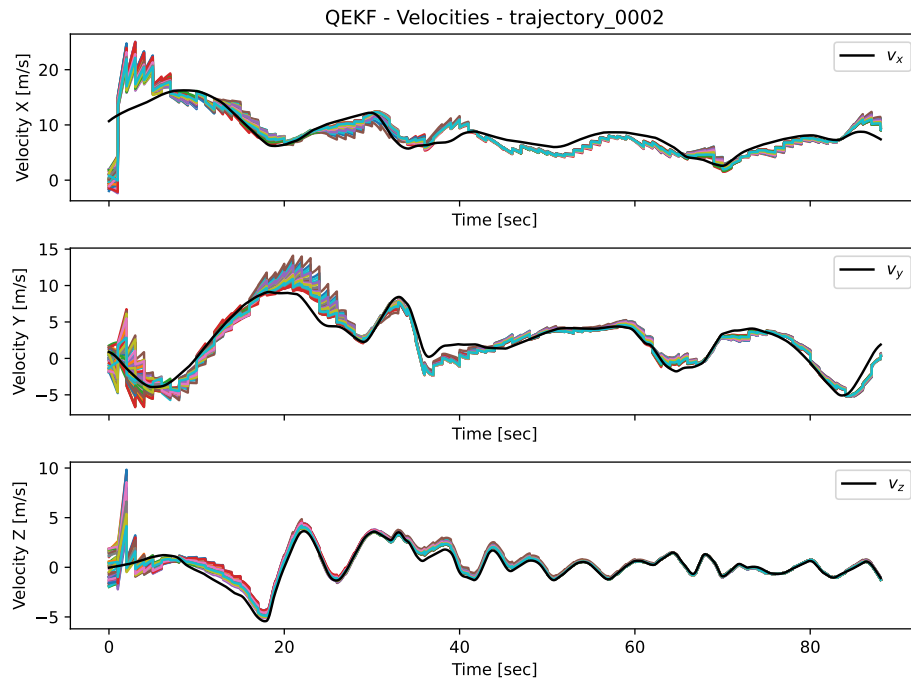 QEKF - Velocities - trajectory_0002
Velocity X [m/s]
20
10
0
v_x
Time [sec]
Velocity Y [m/s]
15
10
5
0
−5
v_y
Time [sec]
Velocity Z [m/s]
10
5
0
−5
v_z
0 20 40 60 80
Time [sec]